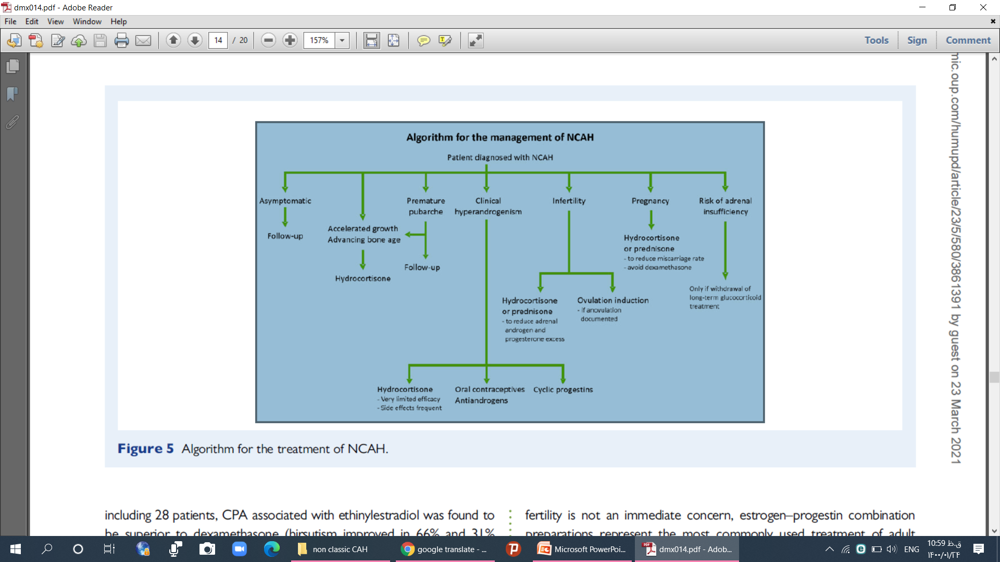 dmx014.pdf - Adobe Reader
File Edit View Window Help
14 / 20
157%
Tools Sign Comment
Algorithm for the management of NCAH
Patient diagnosed with NCAH
Asymptomatic
Follow-up
Accelerated growth
Advancing bone age
Hydrocortisone
Premature
pubarche
Follow-up
Clinical
hyperandrogenism
Hydrocortisone
- Very limited efficacy
- Side effects frequent
Oral contraceptives
Antiandrogens
Cyclic progestins
Infertility
Hydrocortisone
or prednisone
- to reduce adrenal
androgen and
progesterone excess
Ovulation induction
- if anovulation
documented
Pregnancy
Hydrocortisone
or prednisone
- to reduce miscarriage rate
- avoid dexamethasone
Risk of adrenal
insufficiency
Only if withdrawal of
long-term glucocorticoid
treatment
Figure 5 Algorithm for the treatment of NCAH.
mic.oup.com/humupd/article/23/5/580/3861391 by guest on 23 March 2021
including 28 patients, CPA associated with ethinylestradiol was found to
be superior to dexamethasone (hirsutism improved in 66% and 31%
fertility is not an immediate concern, estrogen–progestin combination
preparations represent the most commonly used treatment of adult
non classic CAH
google translate - ...
Microsoft PowerPoi...
dmx014.pdf - Adob...
ENG
10:59 ق.ظ
۱۴۰۰/۰۱/۲۴